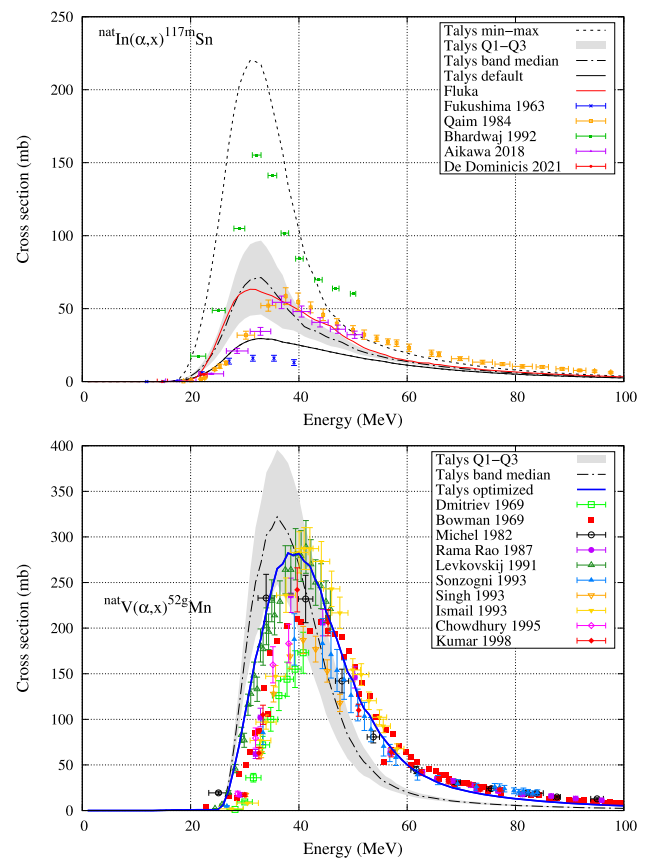 natIn(α,x)117mSn
Talys min−max
Talys Q1−Q3
Talys band median
Talys default
Fluka
Fukushima 1963
Qaim 1984
Bhardwaj 1992
Aikawa 2018
De Dominicis 2021
250
200
150
100
50
0
Cross section (mb)
0 20 40 60 80 100
Energy (MeV)
natV(α,x)52gMn
Talys Q1−Q3
Talys band median
Talys optimized
Dmitriev 1969
Bowman 1969
Michel 1982
Rama Rao 1987
Levkovskij 1991
Sonzogni 1993
Singh 1993
Ismail 1993
Chowdhury 1995
Kumar 1998
400
350
300
250
200
150
100
50
0
Cross section (mb)
0 20 40 60 80 100
Energy (MeV)